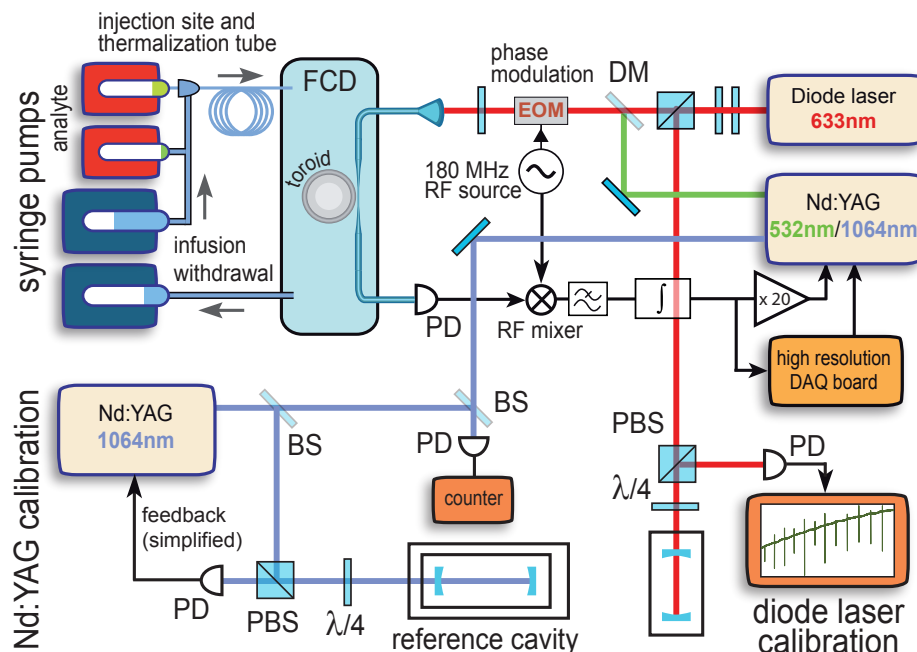 injection site and
thermalization tube
syringe pumps
analyte
FCD
toroid
infusion
withdrawal
phase
modulation
EOM
180 MHz
RF source
DM
Diode laser
633nm
Nd:YAG
532nm/1064nm
PD
RF mixer
∫
x 20
high resolution
DAQ board
Nd:YAG calibration
Nd:YAG
1064nm
BS
BS
PD
counter
feedback
(simplified)
PD
PBS
λ/4
reference cavity
PBS
λ/4
PD
diode laser
calibration